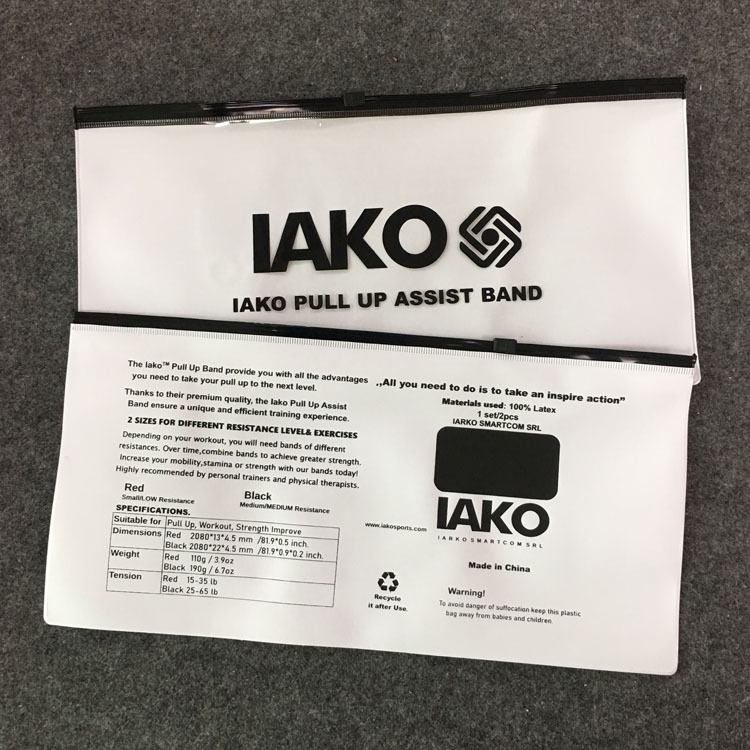 IAKO
IAKO PULL UP ASSIST BAND
The Iako™ Pull Up Band provide you with all the advantages
you need to take your pull up to the next level.
Thanks to their premium quality, the Iako Pull Up Assist
Band ensure a unique and efficient training experience.
2 SIZES FOR DIFFERENT RESISTANCE LEVEL& EXERCISES
Depending on your workout, you will need bands of different
resistances. Over time,combine bands to achieve greater strength.
Increase your mobility,stamina or strength with our bands today!
Highly recommended by personal trainers and physical therapists.
Red
Small/LOW Resistance
Black
Medium/MEDIUM Resistance
SPECIFICATIONS.
Suitable for Pull Up, Workout, Strength Improve
Dimensions Red 2080*13*4.5 mm /81.9*0.5 inch.
Black 2080*22*4.5 mm /81.9*0.9*0.2 inch.
Weight Red 110g / 3.9oz
Black 190g / 6.7oz
Tension Red 15-35 lb
Black 25-65 lb
„All you need to do is to take an inspire action”
Materials used: 100% Latex
1 set/2pcs
IARKO SMARTCOM SRL
IAKO
IARKO SMARTCOM SRL
www.iakosports.com
Made in China
Recycle
it after Use.
Warning!
To avoid danger of suffocation keep this plastic
bag away from babies and children.